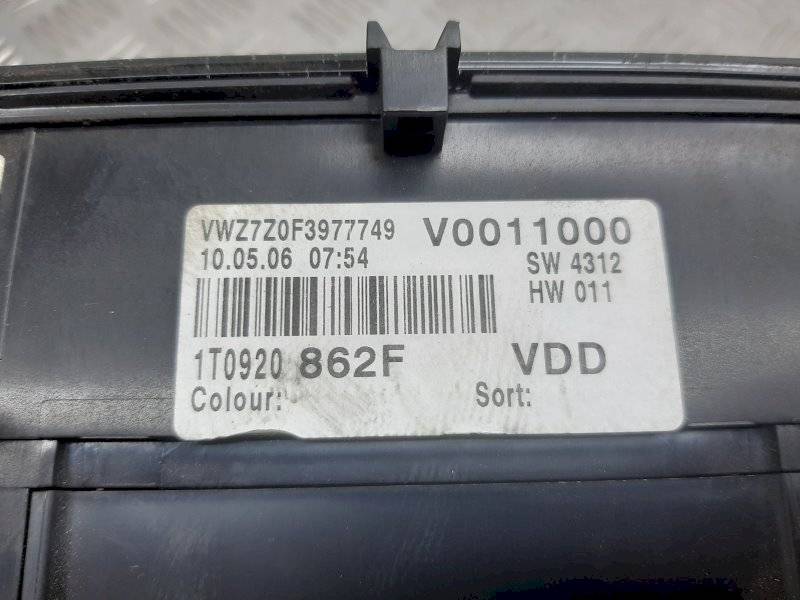 VWZ7Z0F3977749 V0011000
10.05.06 07:54 SW 4312
HW 011
1T0920 862F VDD
Colour: Sort: